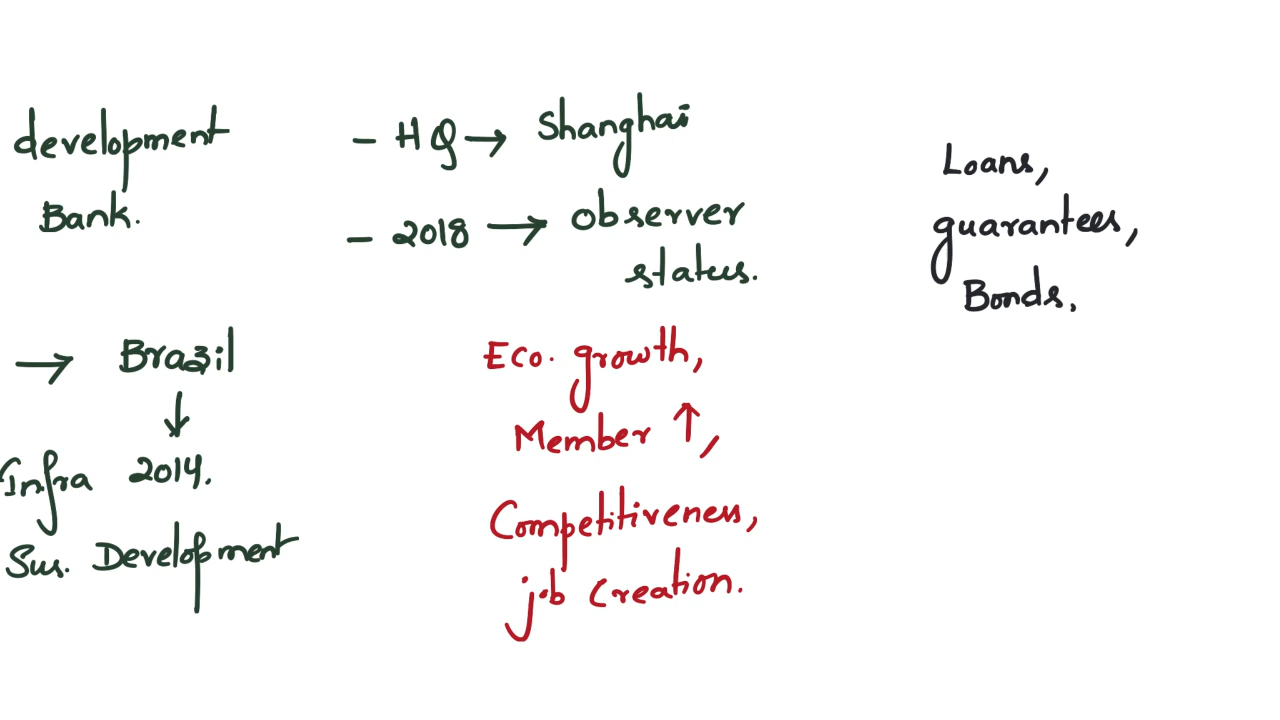 development
Bank.
→ Brazil
↓
Infra 2014.
Sus. Development
- HQ → Shanghai
- 2018 → observer
status.
Eco. growth,
Member ↑,
Competitiveness,
job creation.
Loans,
guarantees,
Bonds,